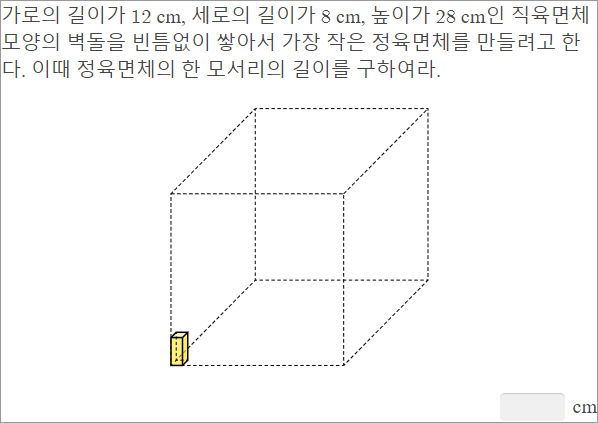 가로의 길이가 12 cm, 세로의 길이가 8 cm, 높이가 28 cm인 직육면체
모양의 벽돌을 빈틈없이 쌓아서 가장 작은 정육면체를 만들려고 한
다. 이때 정육면체의 한 모서리의 길이를 구하여라.
cm